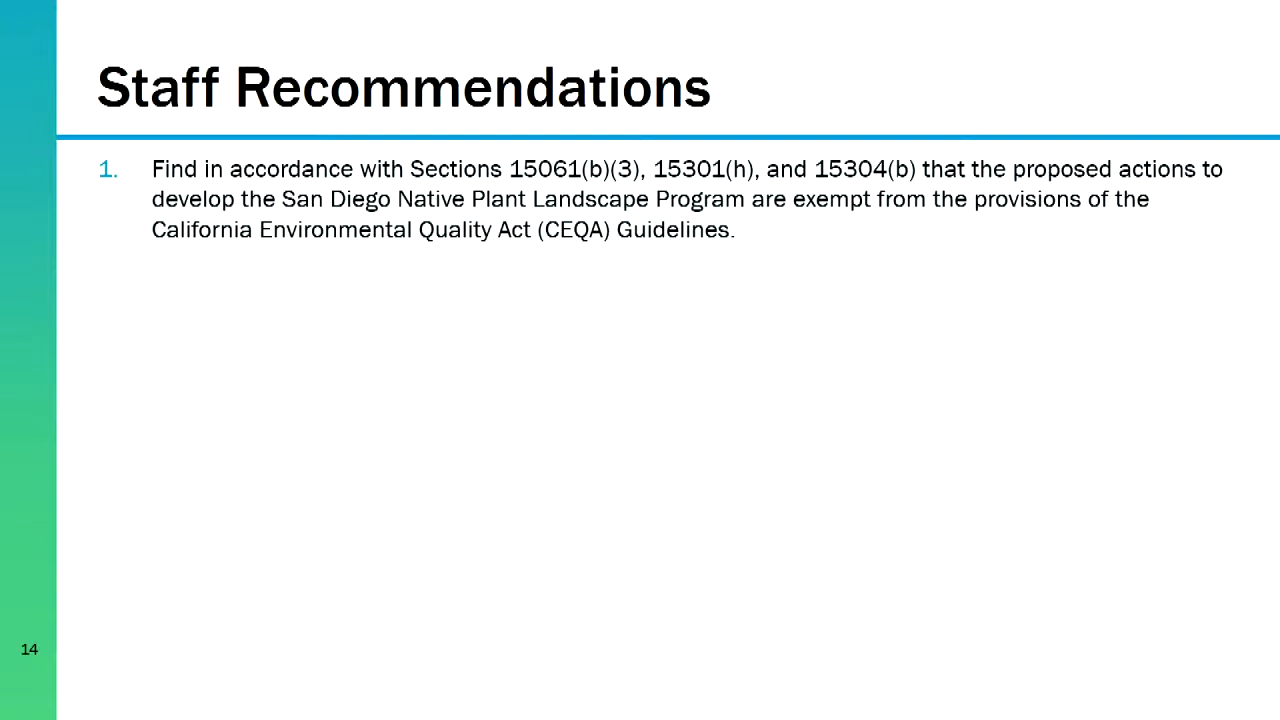 Staff Recommendations
1. Find in accordance with Sections 15061(b)(3), 15301(h), and 15304(b) that the proposed actions to
develop the San Diego Native Plant Landscape Program are exempt from the provisions of the
California Environmental Quality Act (CEQA) Guidelines.
14